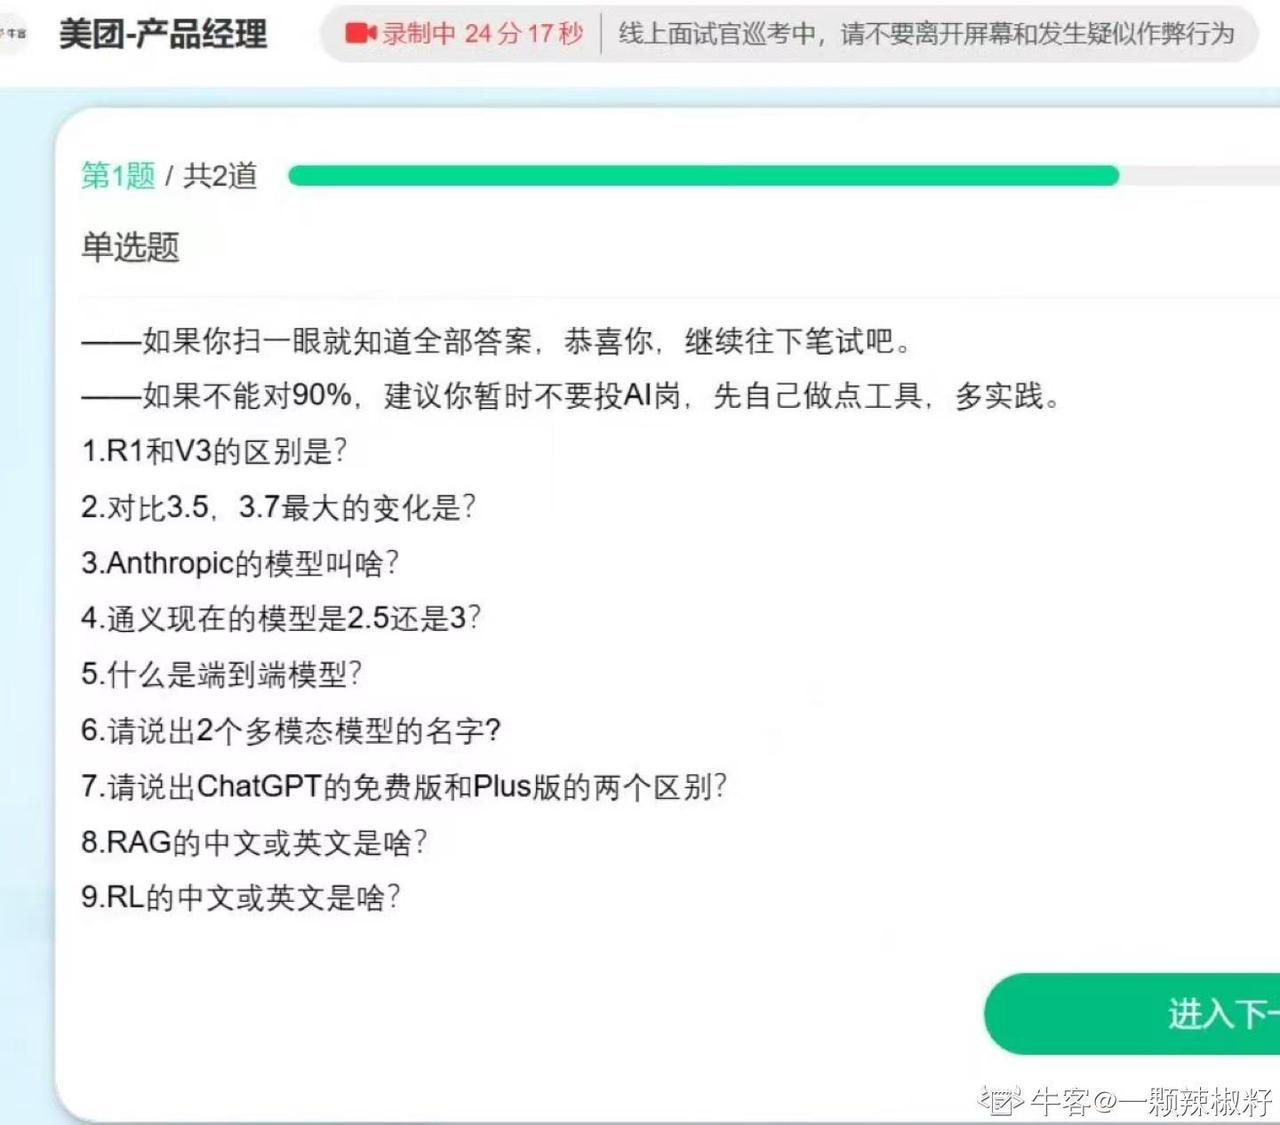 牛客
美团-产品经理
录制中 24 分 17 秒
线上面试官巡考中，请不要离开屏幕和发生疑似作弊行为
第1题 / 共2道
单选题
——如果你扫一眼就知道全部答案，恭喜你，继续往下笔试吧。
——如果不能对90%，建议你暂时不要投AI岗，先自己做点工具，多实践。
1.R1和V3的区别是？
2.对比3.5，3.7最大的变化是？
3.Anthropic的模型叫啥？
4.通义现在的模型是2.5还是3？
5.什么是端到端模型？
6.请说出2个多模态模型的名字?
7.请说出ChatGPT的免费版和Plus版的两个区别？
8.RAG的中文或英文是啥？
9.RL的中文或英文是啥？
进入下一
牛客@一颗辣椒籽